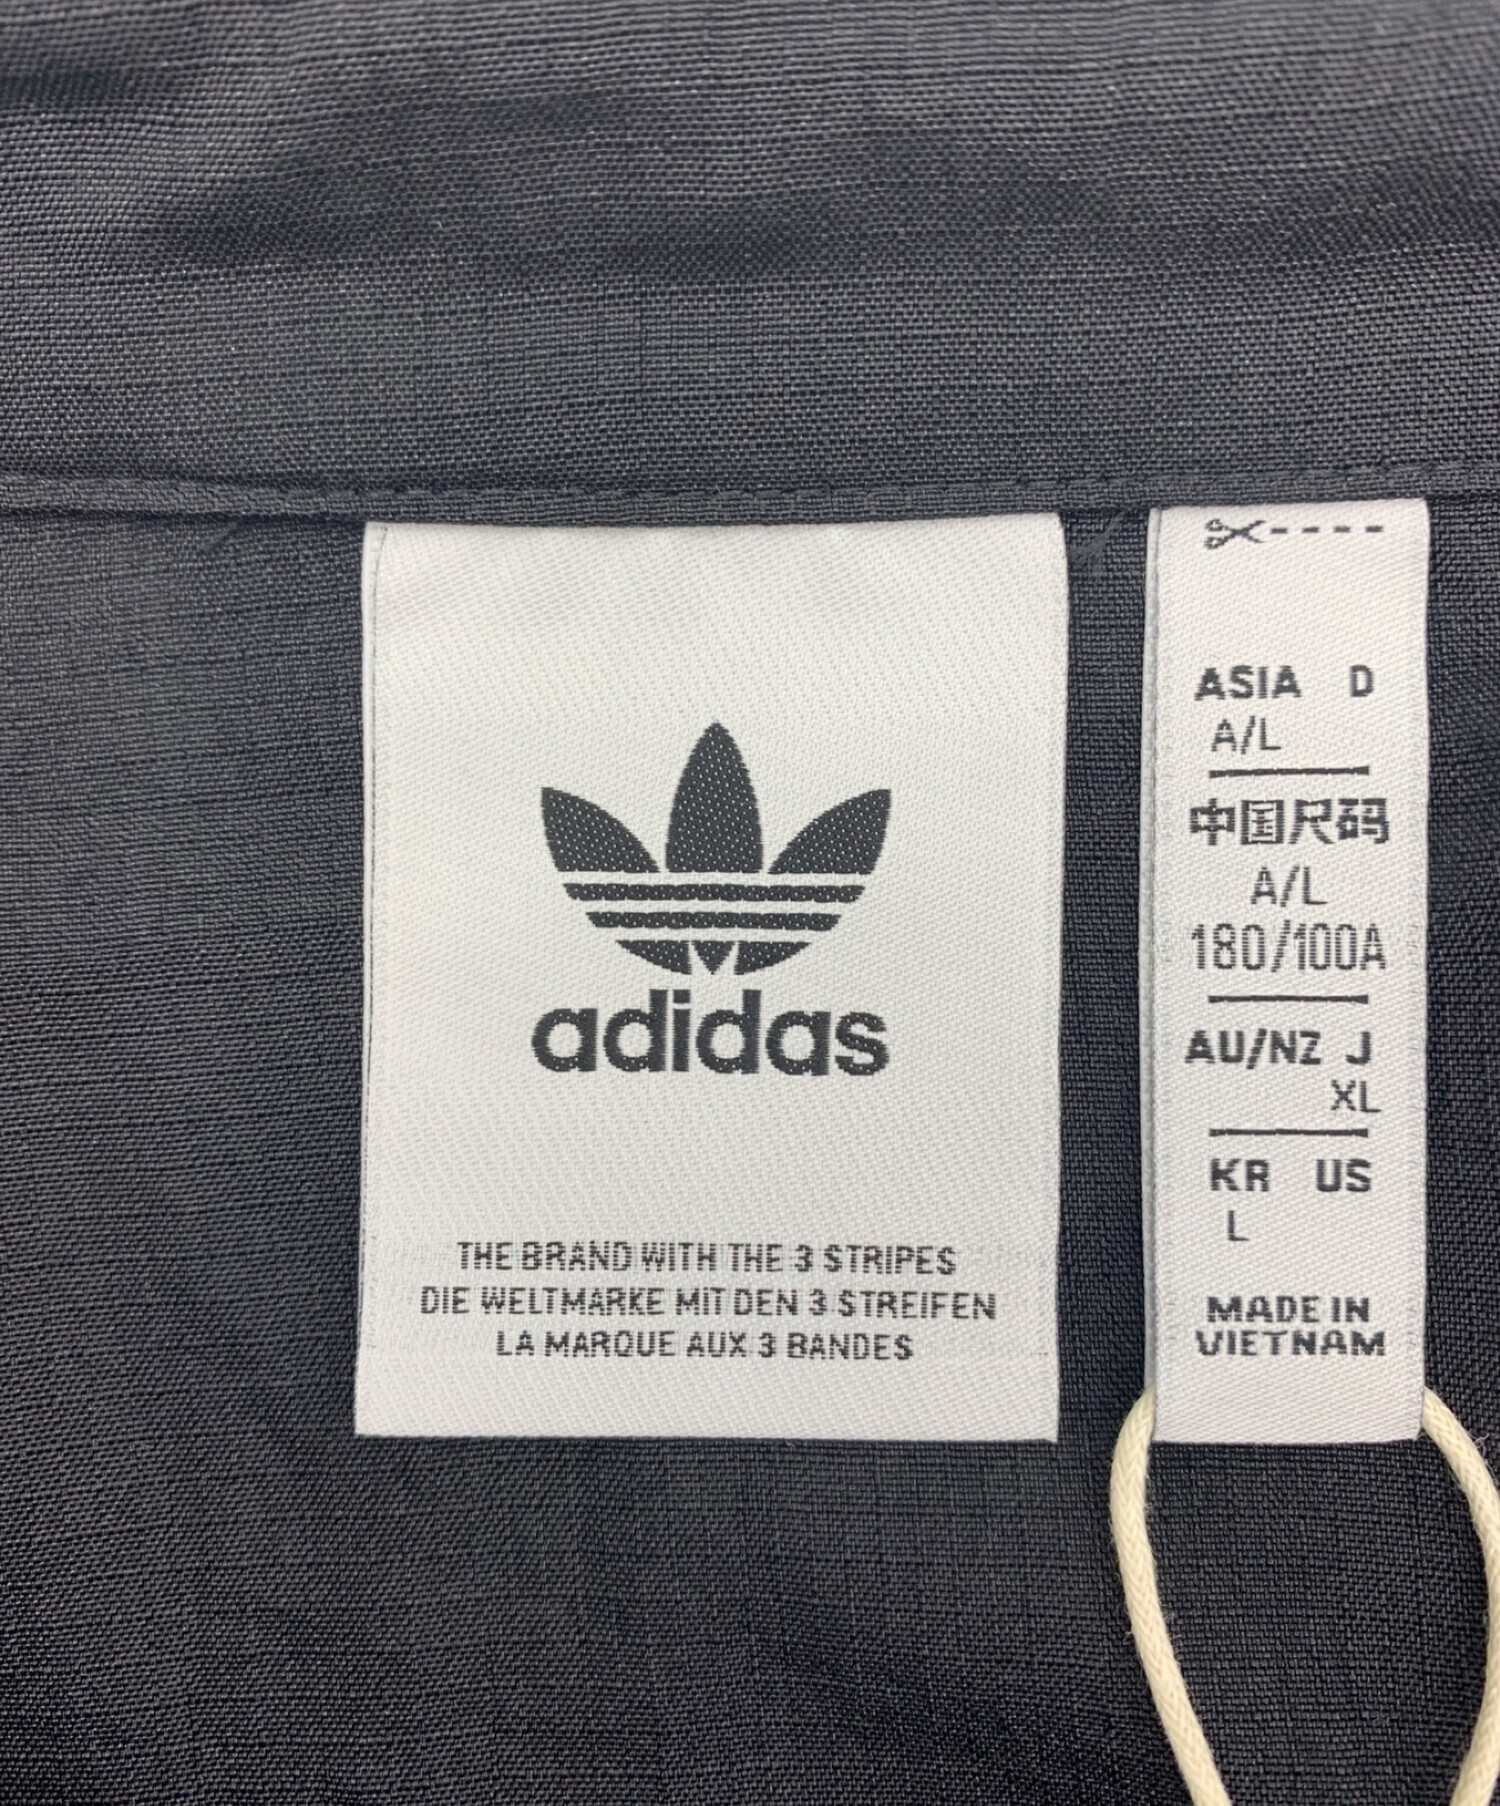 adidas
THE BRAND WITH THE 3 STRIPES
DIE WELTMARKE MIT DEN 3 STREIFEN
LA MARQUE AUX 3 BANDES
ASIA D
A/L
中国尺码
A/L
180/100A
AU/NZ J
XL
KR US
L
MADE IN
VIETNAM